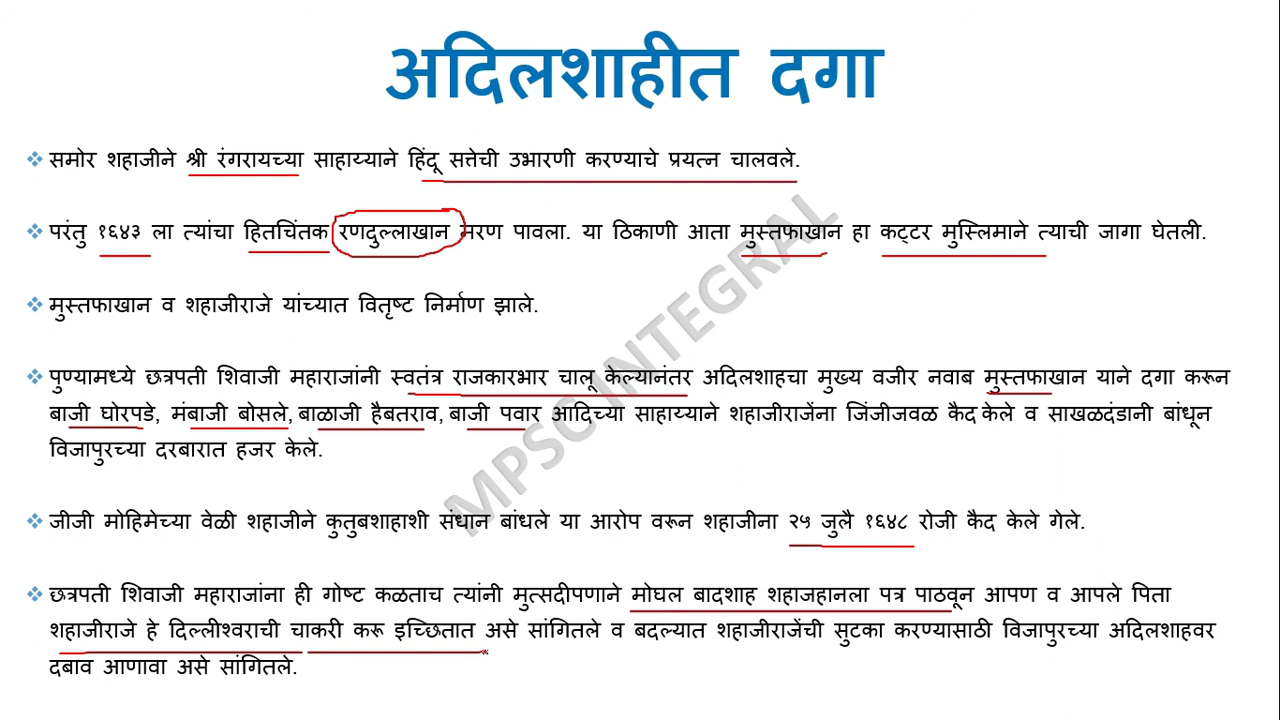 अदिलशाहीत दगा
❖ समोर शहाजीने श्री रंगरायच्या साहाय्याने हिंदू सत्तेची उभारणी करण्याचे प्रयत्न चालवले.
❖ परंतु १६४३ ला त्यांचा हितचिंतक रणदुल्लाखान मरण पावला. या ठिकाणी आता मुस्तफाखान हा कट्टर मुस्लिमाने त्याची जागा घेतली.
❖ मुस्तफाखान व शहाजीराजे यांच्यात वितृष्ट निर्माण झाले.
❖ पुण्यामध्ये छत्रपती शिवाजी महाराजांनी स्वतंत्र राजकारभार चालू केल्यानंतर अदिलशाहचा मुख्य वजीर नवाब मुस्तफाखान याने दगा करून
बाजी घोरपडे, मंबाजी बोसले, बाळाजी हैबतराव, बाजी पवार आदिच्या साहाय्याने शहाजीराजेंना जिंजीजवळ कैद केले व साखळदंडानी बांधून
विजापुरच्या दरबारात हजर केले.
❖ जीजी मोहिमेच्या वेळी शहाजीने कुतुबशाहाशी संधान बांधले या आरोप वरून शहाजीना २५ जुलै १६४८ रोजी कैद केले गेले.
❖ छत्रपती शिवाजी महाराजांना ही गोष्ट कळताच त्यांनी मुत्सदीपणाने मोघल बादशाह शहाजहानला पत्र पाठवून आपण व आपले पिता
शहाजीराजे हे दिल्लीश्वराची चाकरी करू इच्छितात असे सांगितले व बदल्यात शहाजीराजेंची सुटका करण्यासाठी विजापुरच्या अदिलशाहवर
दबाव आणावा असे सांगितले.
MPSC INTEGRAL